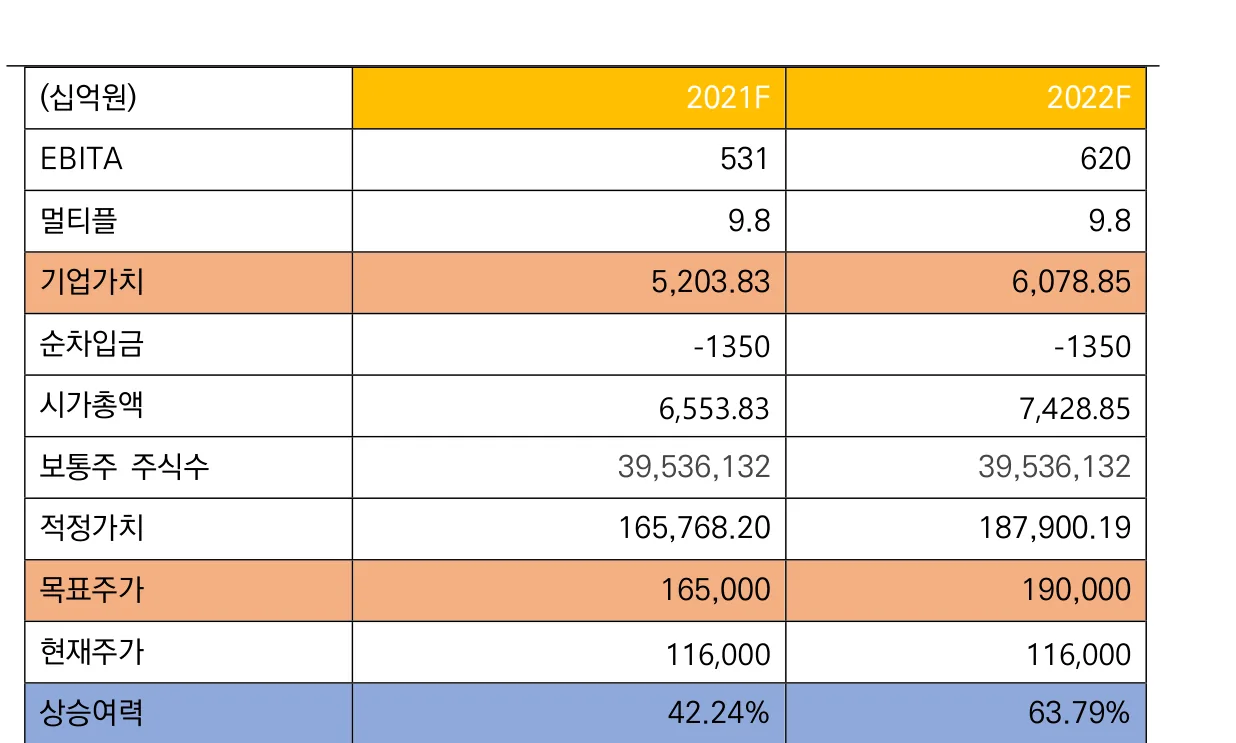 (십억원) 2021F 2022F
EBITA 531 620
멀티플 9.8 9.8
기업가치 5,203.83 6,078.85
순차입금 -1350 -1350
시가총액 6,553.83 7,428.85
보통주 주식수 39,536,132 39,536,132
적정가치 165,768.20 187,900.19
목표주가 165,000 190,000
현재주가 116,000 116,000
상승여력 42.24% 63.79%